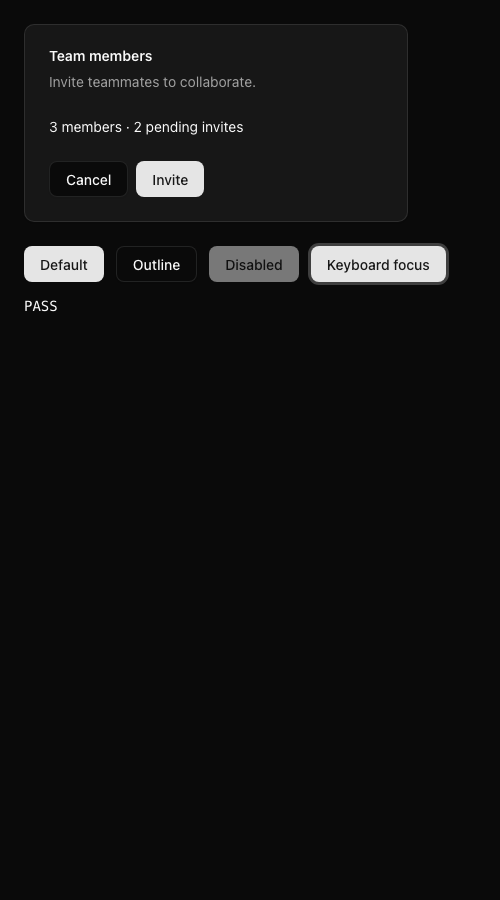 Team members
Invite teammates to collaborate.
3 members · 2 pending invites
Cancel Invite
Default Outline Disabled Keyboard focus
PASS